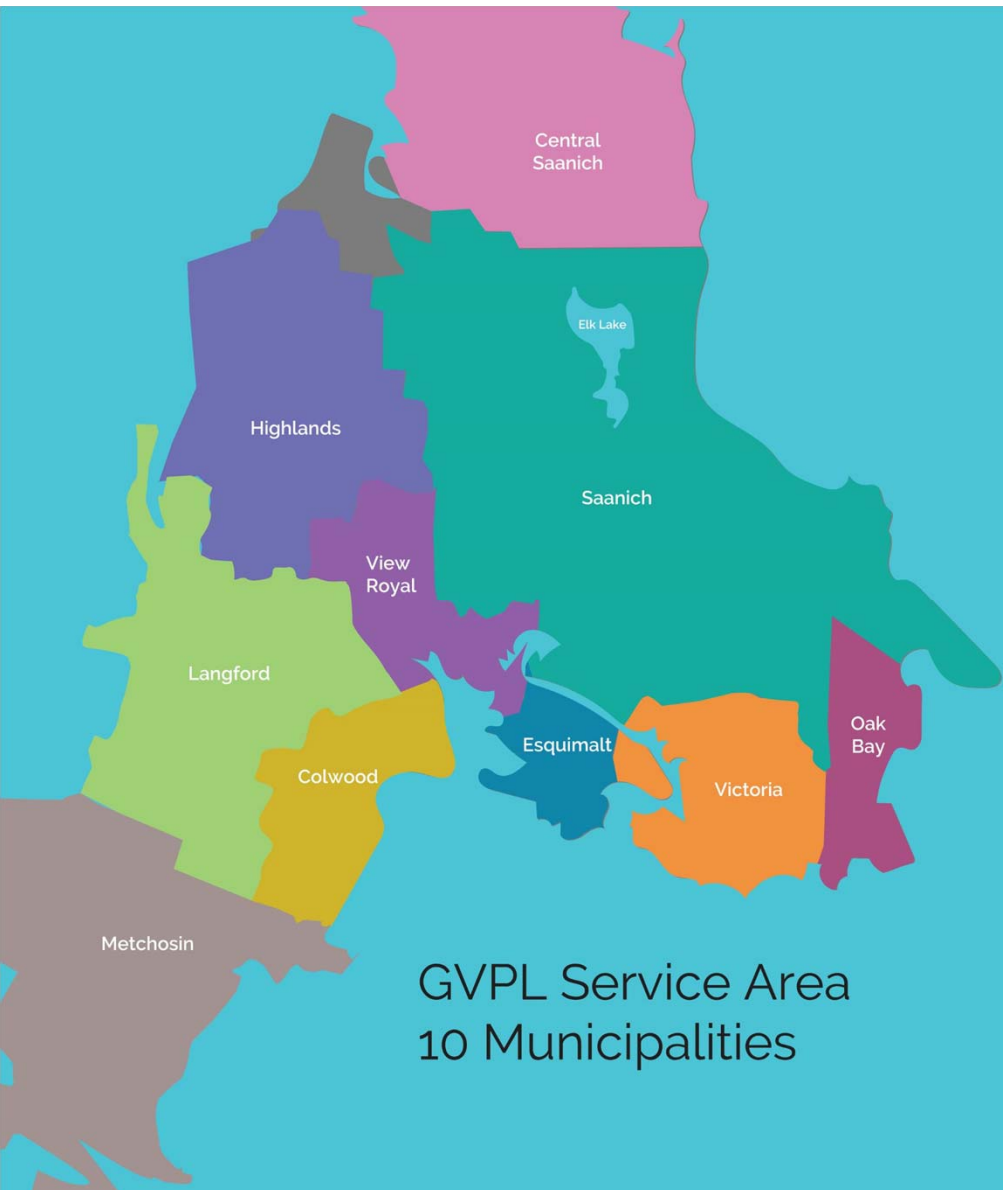 Central
Saanich
Elk Lake
Highlands
Saanich
View
Royal
Langford
Oak
Bay
Esquimalt
Colwood
Victoria
Metchosin
GVPL Service Area
10 Municipalities